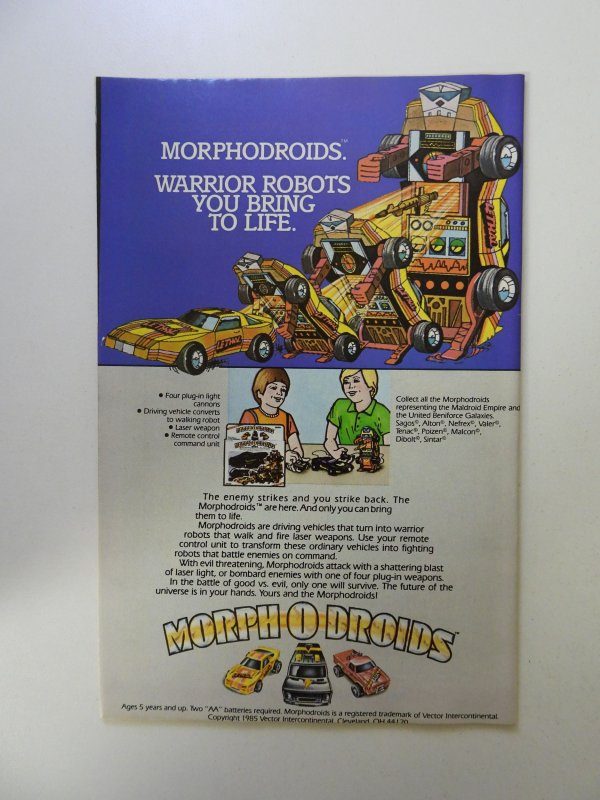 MORPHODROIDS.™
WARRIOR ROBOTS
YOU BRING
TO LIFE.
LETHAL
• Four plug-in light
cannons
• Driving vehicle converts
to walking robot
• Laser weapon
• Remote control
command unit
Collect all the Morphodroids
representing the Maldroid Empire and
the United Beniforce Galaxies.
Sagos®, Alton®, Nefrex®, Valer®,
Tenac®, Poizen®, Malcon®,
Dibolt®, Sintar®
The enemy strikes and you strike back. The
Morphodroids™ are here. And only you can bring
them to life.
Morphodroids are driving vehicles that turn into warrior
robots that walk and fire laser weapons. Use your remote
control unit to transform these ordinary vehicles into fighting
robots that battle enemies on command.
With evil threatening, Morphodroids attack with a shattering blast
of laser light, or bombard enemies with one of four plug-in weapons.
In the battle of good vs. evil, only one will survive. The future of the
universe is in your hands. Yours and the Morphodroids!
MORPH-O-DROIDS™
Ages 5 years and up. Two "AA" batteries required. Morphodroids is a registered trademark of Vector Intercontinental.
Copyright 1985 Vector Intercontinental, Cleveland, OH 44120